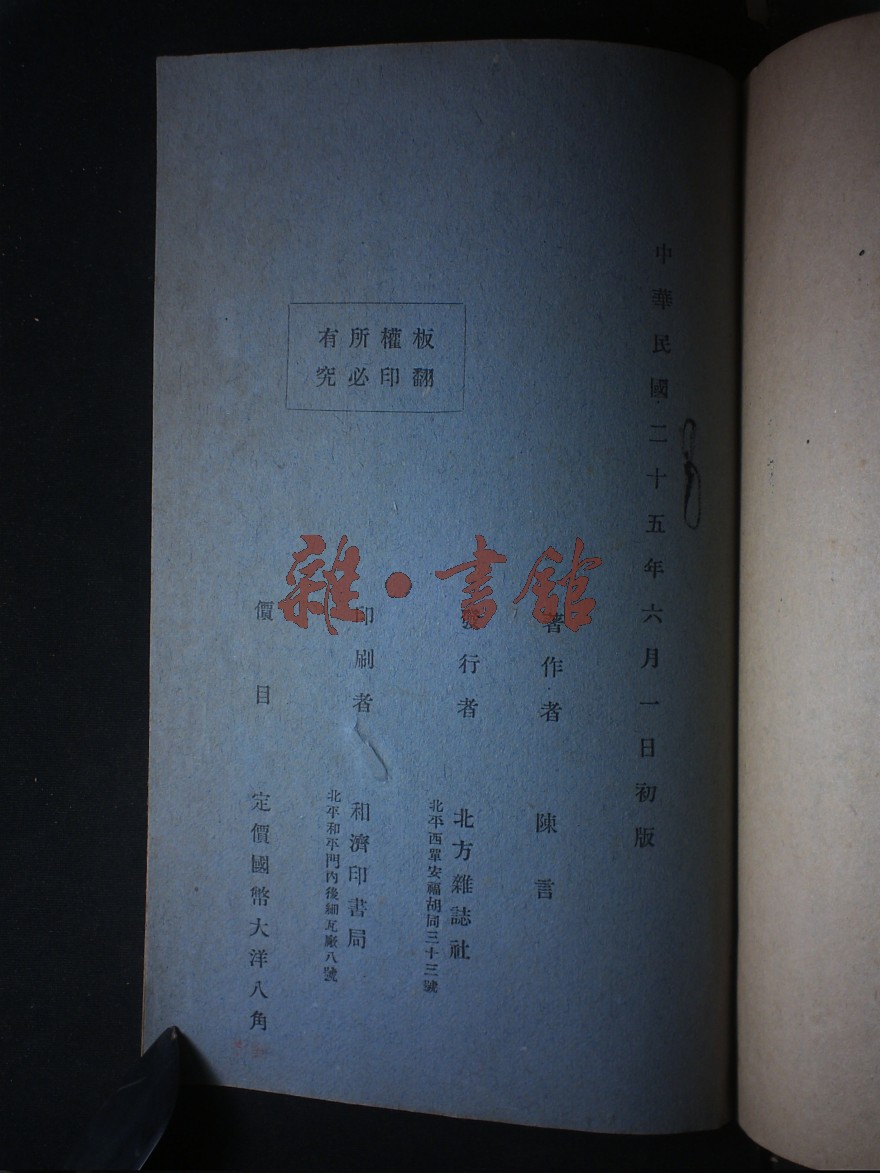 中華民國二十五年六月一日初版
著作者 陳言
發行者 北方雜誌社
北平西單安福胡同三十三號
印刷者 和濟印書局
北平和平門內後細瓦廠八號
價目 定價國幣大洋八角
板權所有
翻印必究
雜·書館